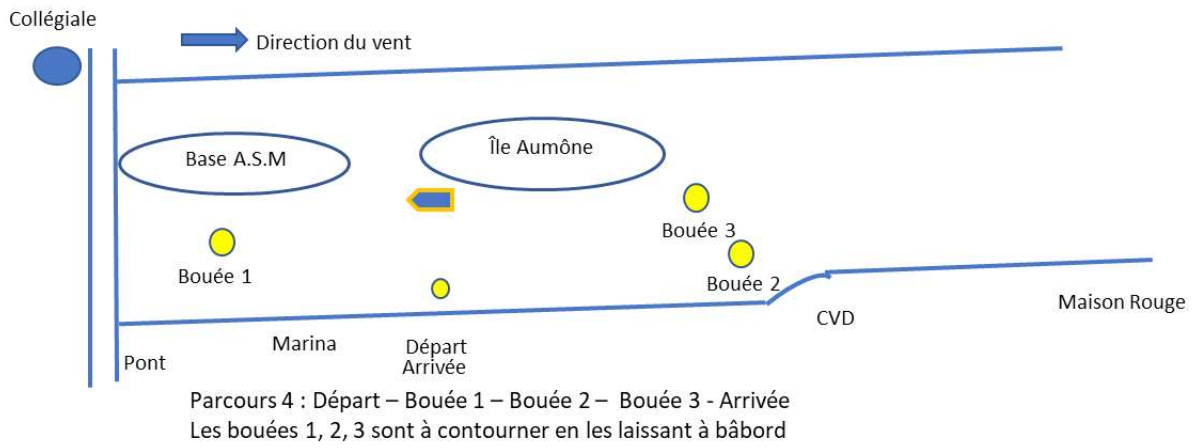 Collégiale
Direction du vent
Base A.S.M
Île Aumône
Bouée 3
Bouée 1
Bouée 2
Maison Rouge
CVD
Marina
Départ
Arrivée
Pont
Parcours 4 : Départ – Bouée 1 – Bouée 2 – Bouée 3 - Arrivée
Les bouées 1, 2, 3 sont à contourner en les laissant à bâbord